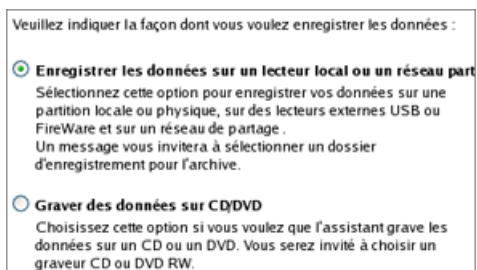 Veuillez indiquer la façon dont vous voulez enregistrer les données :
Enregistrer les données sur un lecteur local ou un réseau part
Sélectionnez cette option pour enregistrer vos données sur une
partition locale ou physique, sur des lecteurs externes USB ou
FireWare et sur un réseau de partage .
Un message vous invitera à sélectionner un dossier
d'enregistrement pour l'archive.
Graver des données sur CD/DVD
Choisissez cette option si vous voulez que l'assistant grave les
données sur un CD ou un DVD. Vous serez invité à choisir un
graveur CD ou DVD RW.